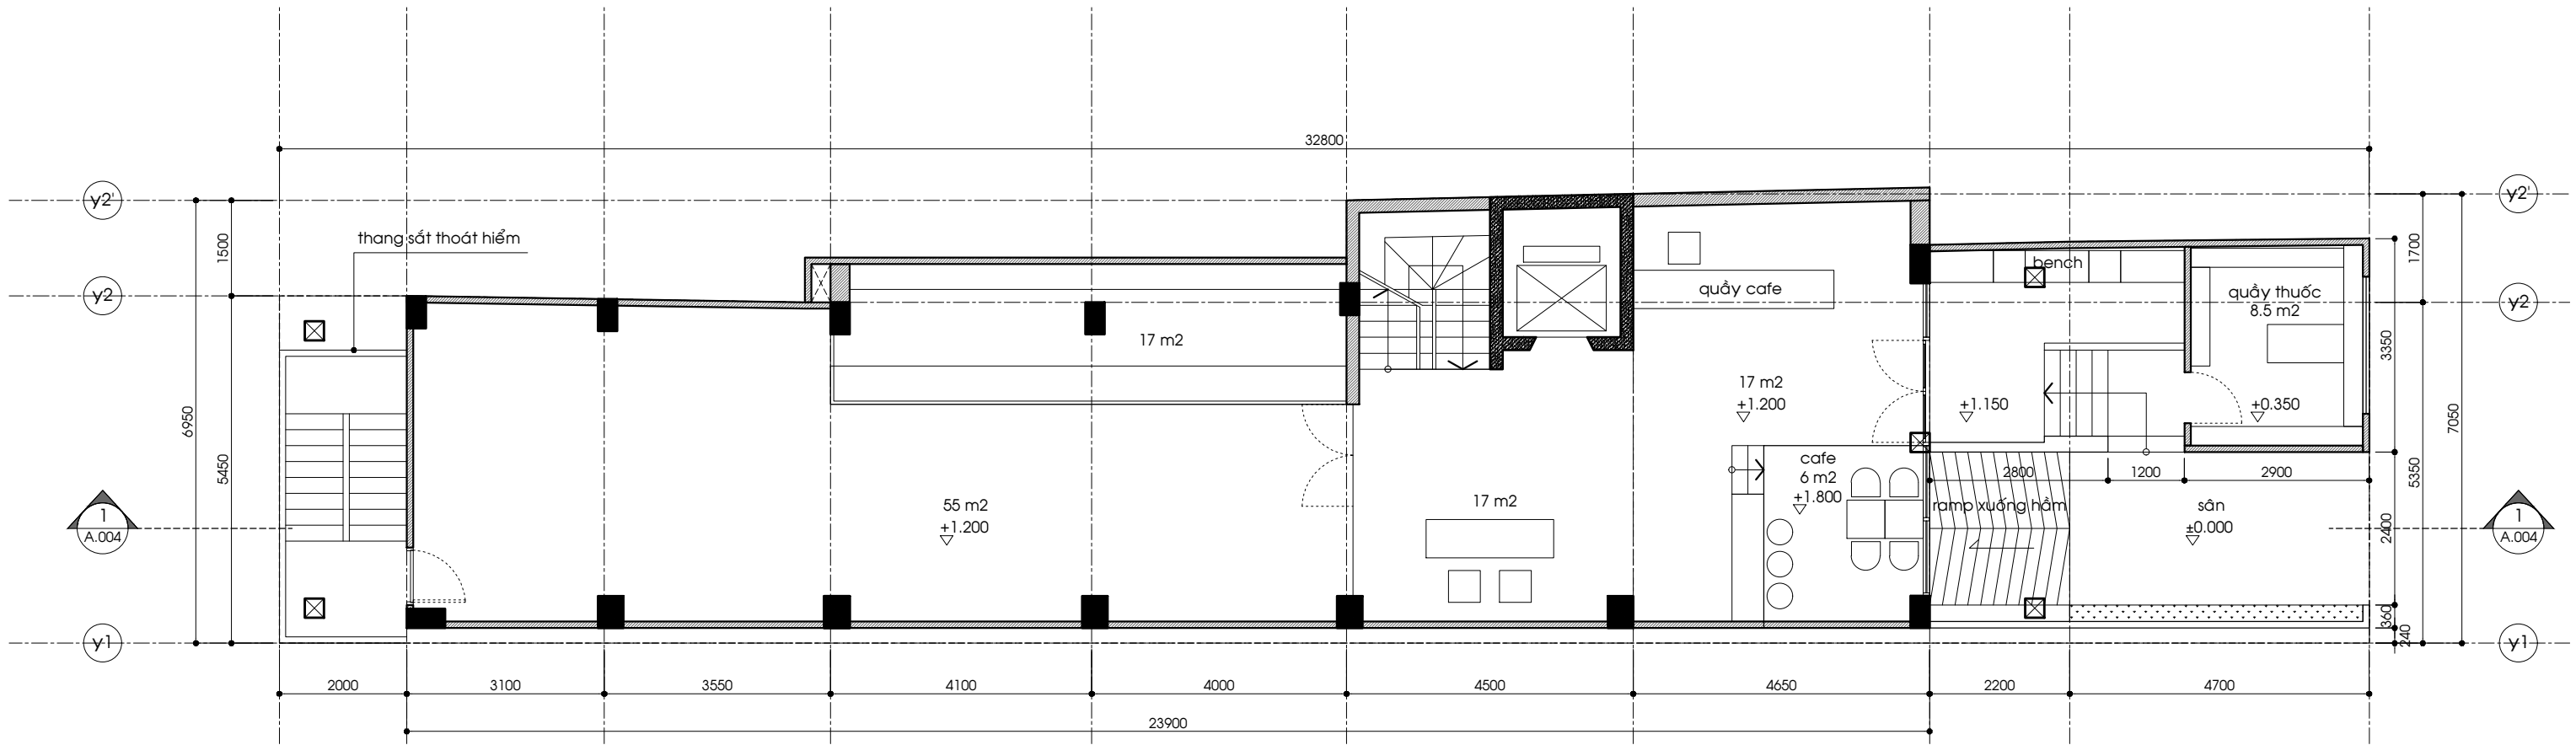 32800
y2'
y2'
thang sắt thoát hiểm
1500
1700
bench
y2
quầy cafe
quầy thuốc
8.5 m2
y2
17 m2
3350
17 m2
+1.200
+1.150
+0.350
6950
5450
7050
5350
cafe
6 m2
+1.800
2800
1200
2900
55 m2
+1.200
17 m2
ramp xuống hầm
sân
±0.000
2400
1
A.004
1
A.004
360
240
y1
y1
2000
3100
3550
4100
4000
4500
4650
2200
4700
23900